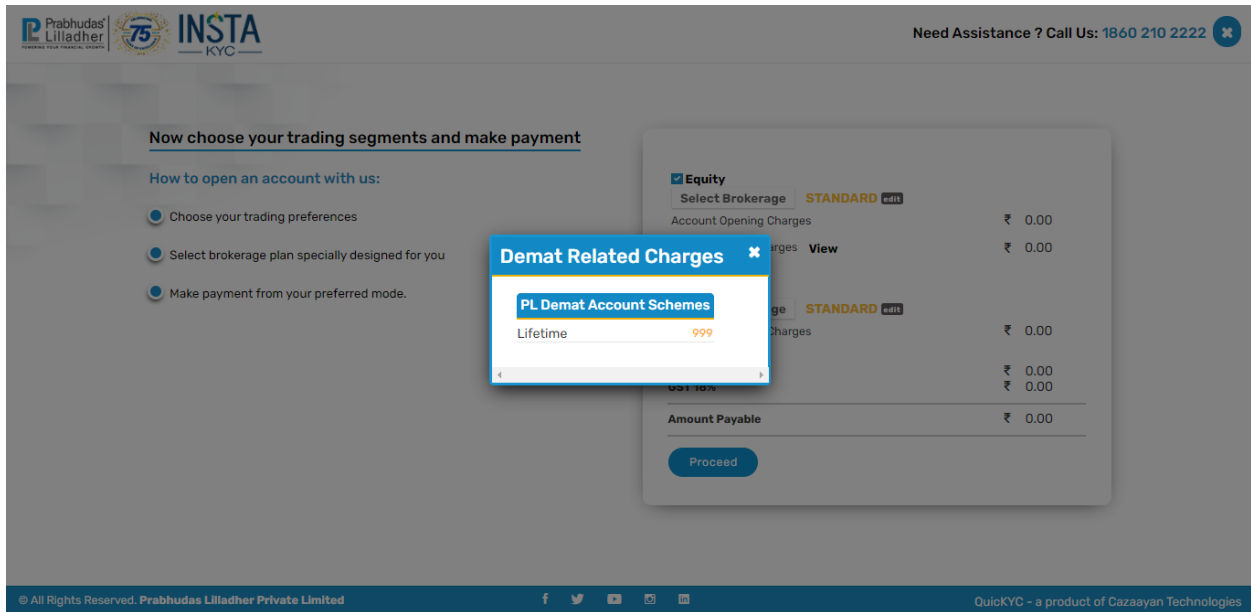 Prabhudas
Lilladher
POWERING YOUR FINANCIAL GROWTH
75
INSTA
KYC
Need Assistance ? Call Us: 1860 210 2222
Now choose your trading segments and make payment
How to open an account with us:
Choose your trading preferences
Select brokerage plan specially designed for you
Make payment from your preferred mode.
Equity
Select Brokerage STANDARD edit
Account Opening Charges ₹ 0.00
arges View ₹ 0.00
ge STANDARD edit
Charges ₹ 0.00
₹ 0.00
GST 18% ₹ 0.00
Amount Payable ₹ 0.00
Proceed
Demat Related Charges
PL Demat Account Schemes
Lifetime 999
© All Rights Reserved. Prabhudas Lilladher Private Limited
QuicKYC - a product of Cazaayan Technologies